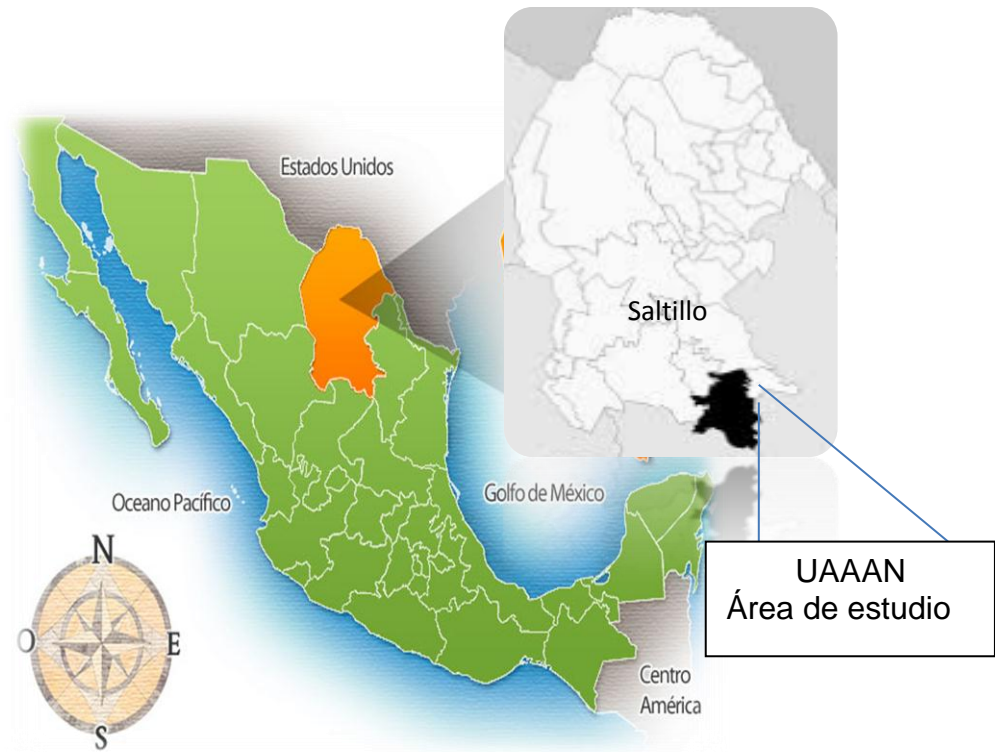 Estados Unidos
Saltillo
Oceano Pacífico
Golfo de México
UAAAN
Área de estudio
Centro
América
N
O
E
S